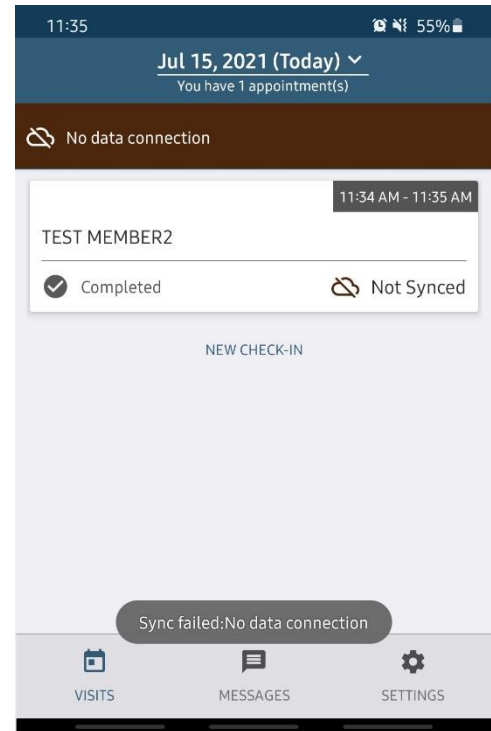 11:35 55%
Jul 15, 2021 (Today)
You have 1 appointment(s)
No data connection
11:34 AM - 11:35 AM
TEST MEMBER2
Completed Not Synced
NEW CHECK-IN
Sync failed:No data connection
VISITS MESSAGES SETTINGS